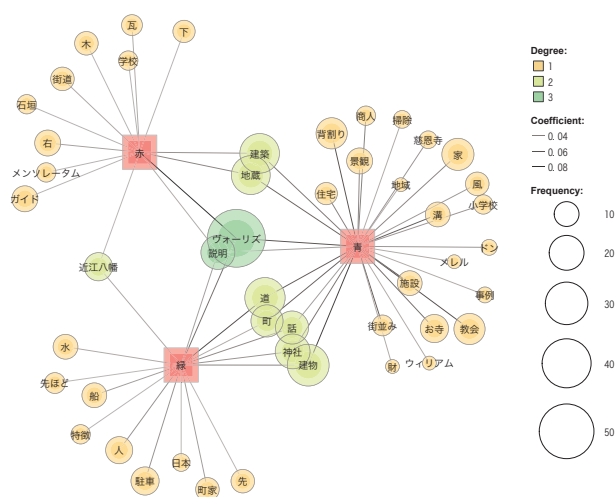 瓦
下
木
学校
街道
石垣
右
赤
メンソレータム
ガイド
建築
地蔵
商人
掃除
背割り
慈恩寺
景観
家
住宅
地域
風
小学校
溝
ヴォーリズ
説明
青
ドン
メレル
近江八幡
施設
事例
道
町
話
街並み
お寺
教会
水
緑
神社
建物
財
ウィリアム
先ほど
船
特徴
人
日本
駐車
町家
先
Degree:
1
2
3
Coefficient:
0.04
0.06
0.08
Frequency:
10
20
30
40
50